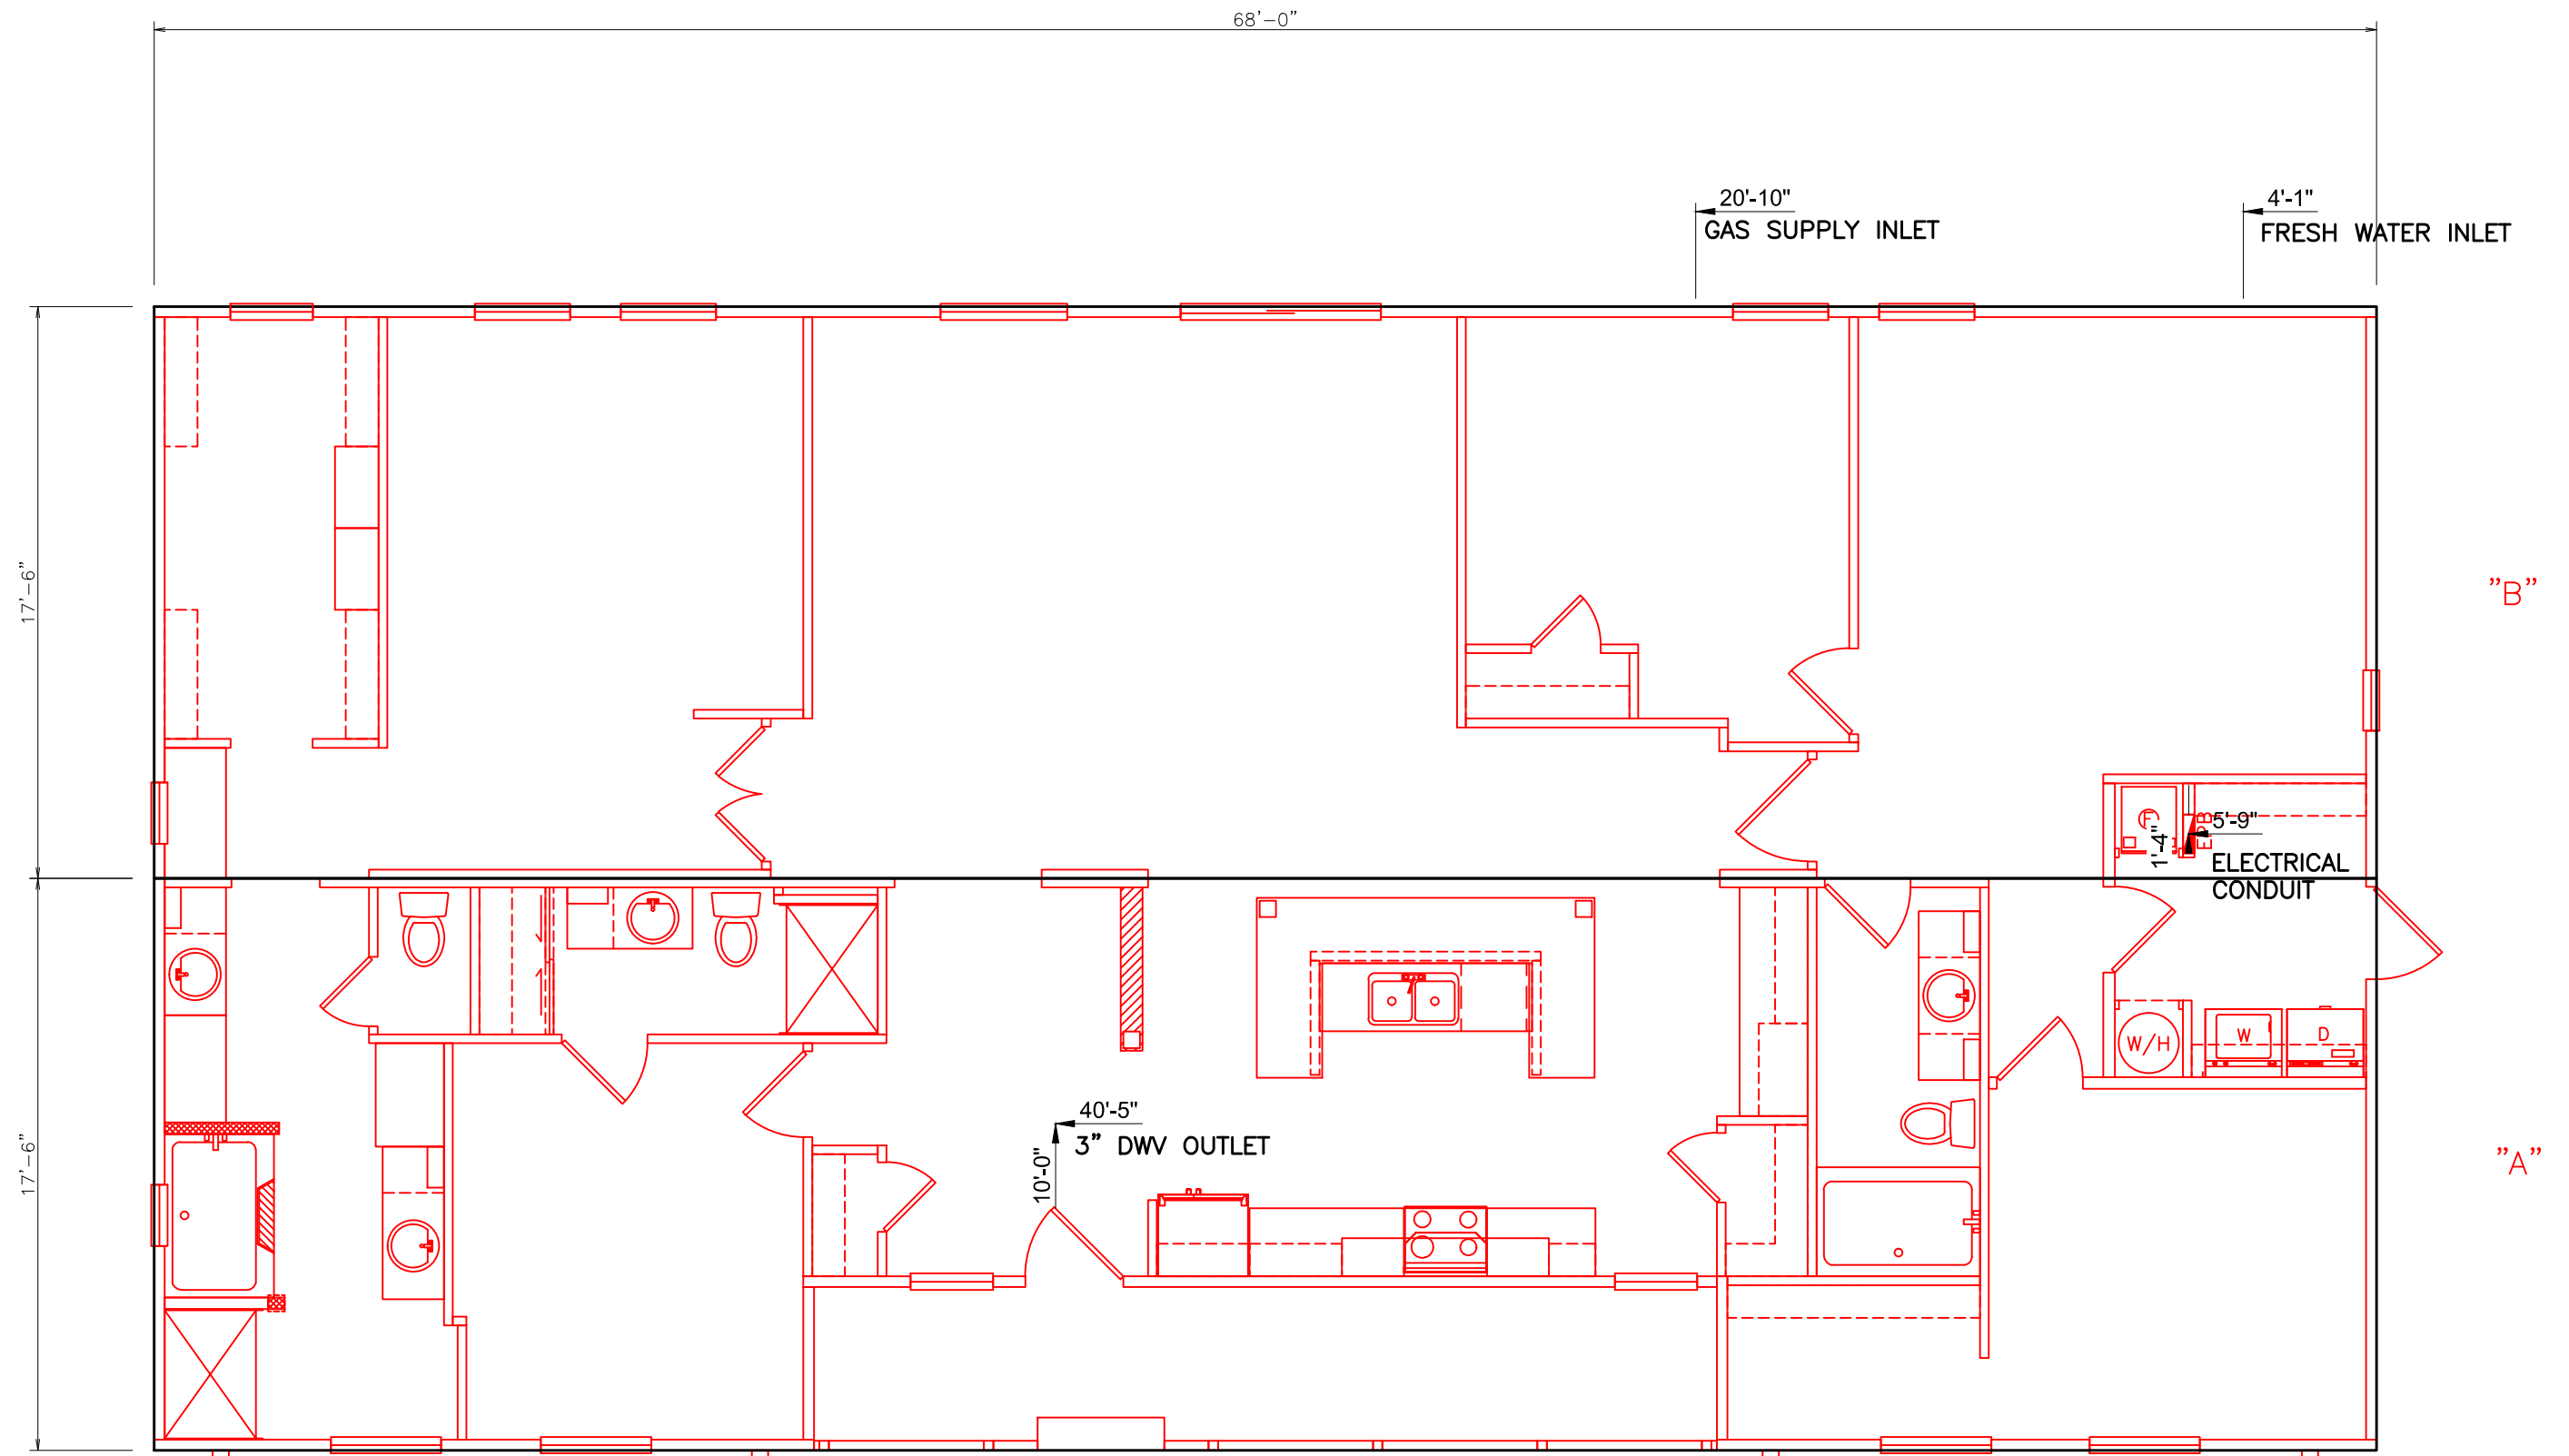 68'-0"
20'-10"
GAS SUPPLY INLET
4'-1"
FRESH WATER INLET
17'-6"
"B"
F
EPB
1'-4"
5'-9"
ELECTRICAL
CONDUIT
W/H
W
D
40'-5"
3" DWV OUTLET
10'-0"
17'-6"
"A"